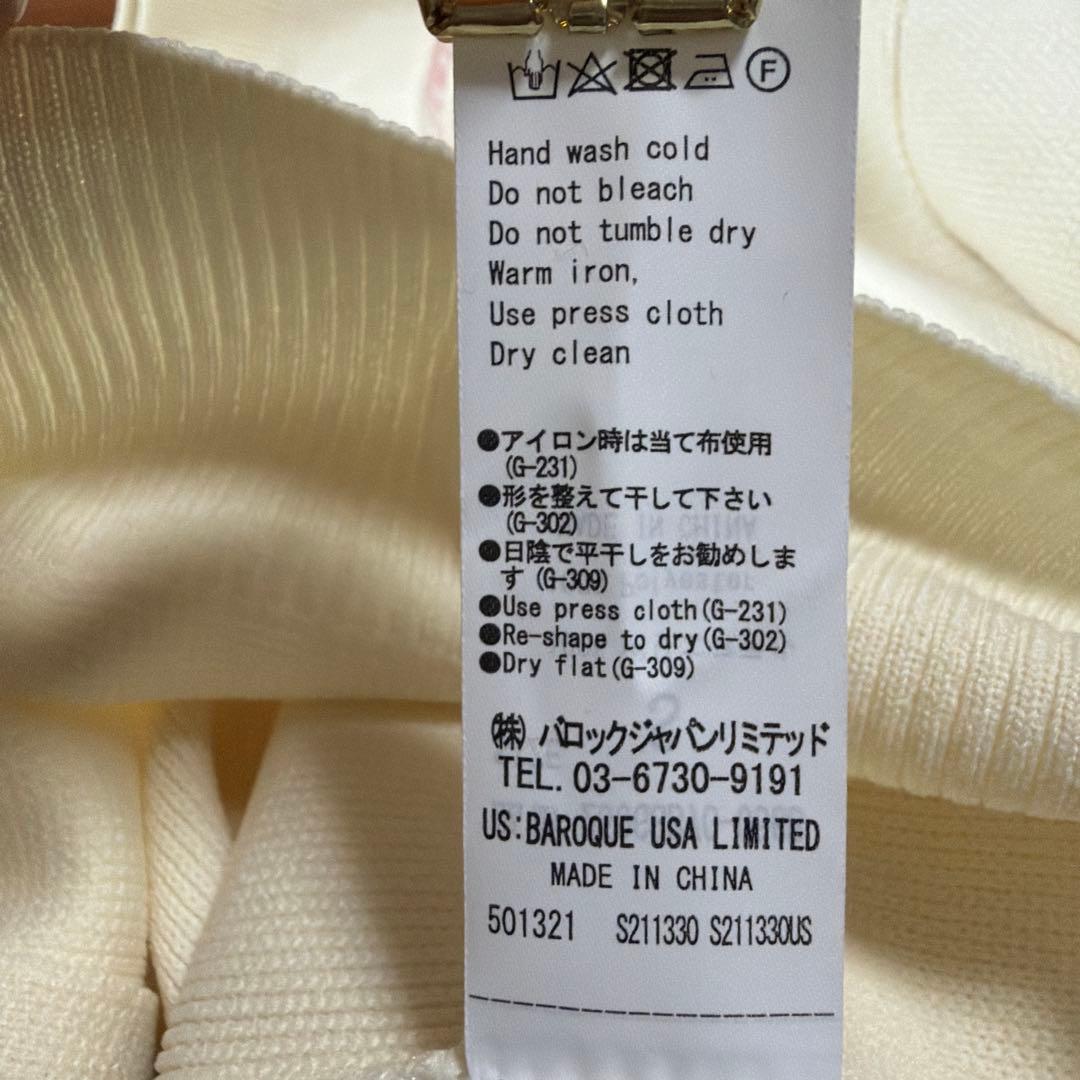 F
Hand wash cold
Do not bleach
Do not tumble dry
Warm iron,
Use press cloth
Dry clean
●アイロン時は当て布使用
(G-231)
●形を整えて干して下さい
(G-302)
●日陰で平干しをお勧めしま
す (G-309)
●Use press cloth(G-231)
●Re-shape to dry(G-302)
●Dry flat(G-309)
㈱ バロックジャパンリミテッド
TEL. 03-6730-9191
US:BAROQUE USA LIMITED
MADE IN CHINA
501321 S211330 S211330US